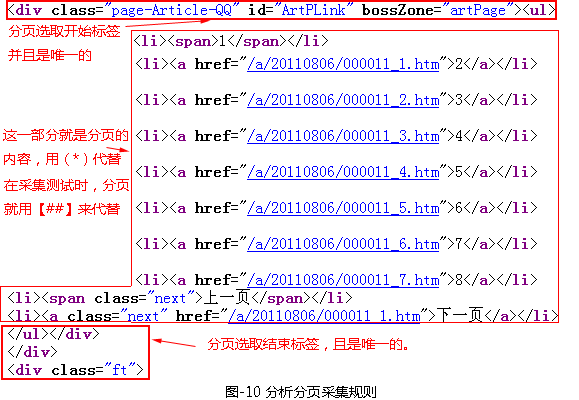 <div class="page-Article-QQ" id="ArtPLink" bossZone="artPage"><ul>
分页选取开始标签
并且是唯一的
<li><span>1</span></li>
<li><a href="/a/20110806/000011_1.htm">2</a></li>
<li><a href="/a/20110806/000011_2.htm">3</a></li>
<li><a href="/a/20110806/000011_3.htm">4</a></li>
<li><a href="/a/20110806/000011_4.htm">5</a></li>
<li><a href="/a/20110806/000011_5.htm">6</a></li>
<li><a href="/a/20110806/000011_6.htm">7</a></li>
<li><a href="/a/20110806/000011_7.htm">8</a></li>
这一部分就是分页的
内容，用（*）代替
在采集测试时，分页
就用【##】来代替
<li><span class="next">上一页</span></li>
<li><a class="next" href="/a/20110806/000011_1.htm">下一页</a></li>
</ul></div>
</div>
<div class="ft">
分页选取结束标签，且是唯一的。
图-10 分析分页采集规则